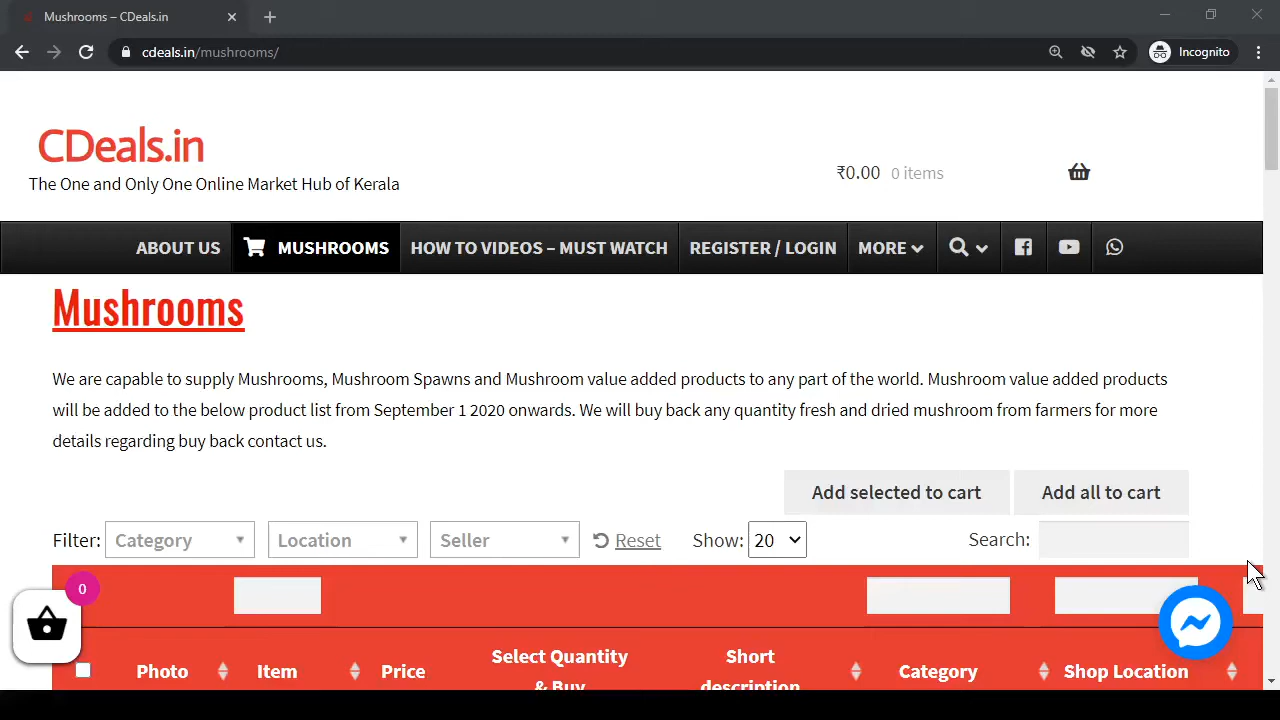 Mushrooms – CDeals.in
cdeals.in/mushrooms/
Incognito
CDeals.in
The One and Only One Online Market Hub of Kerala
₹0.00 0 items
ABOUT US MUSHROOMS HOW TO VIDEOS – MUST WATCH REGISTER / LOGIN MORE
Mushrooms
We are capable to supply Mushrooms, Mushroom Spawns and Mushroom value added products to any part of the world. Mushroom value added products
will be added to the below product list from September 1 2020 onwards. We will buy back any quantity fresh and dried mushroom from farmers for more
details regarding buy back contact us.
Add selected to cart Add all to cart
Filter: Category Location Seller Reset Show: 20 Search:
0
Photo Item Price Select Quantity & Buy Short description Category Shop Location